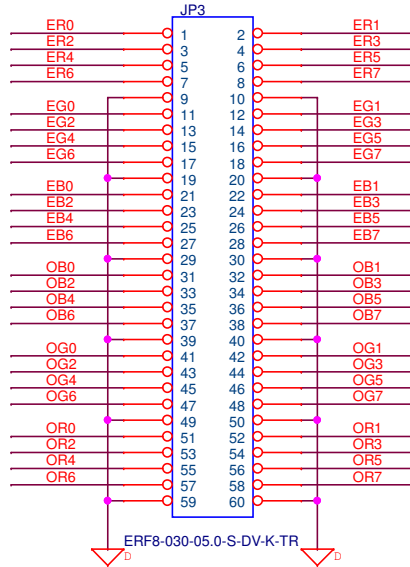 JP3
ER0 1 2 ER1
ER2 3 4 ER3
ER4 5 6 ER5
ER6 7 8 ER7
9 10
EG0 11 12 EG1
EG2 13 14 EG3
EG4 15 16 EG5
EG6 17 18 EG7
19 20
EB0 21 22 EB1
EB2 23 24 EB3
EB4 25 26 EB5
EB6 27 28 EB7
29 30
OB0 31 32 OB1
OB2 33 34 OB3
OB4 35 36 OB5
OB6 37 38 OB7
39 40
OG0 41 42 OG1
OG2 43 44 OG3
OG4 45 46 OG5
OG6 47 48 OG7
49 50
OR0 51 52 OR1
OR2 53 54 OR3
OR4 55 56 OR5
OR6 57 58 OR7
59 60
ERF8-030-05.0-S-DV-K-TR
D D